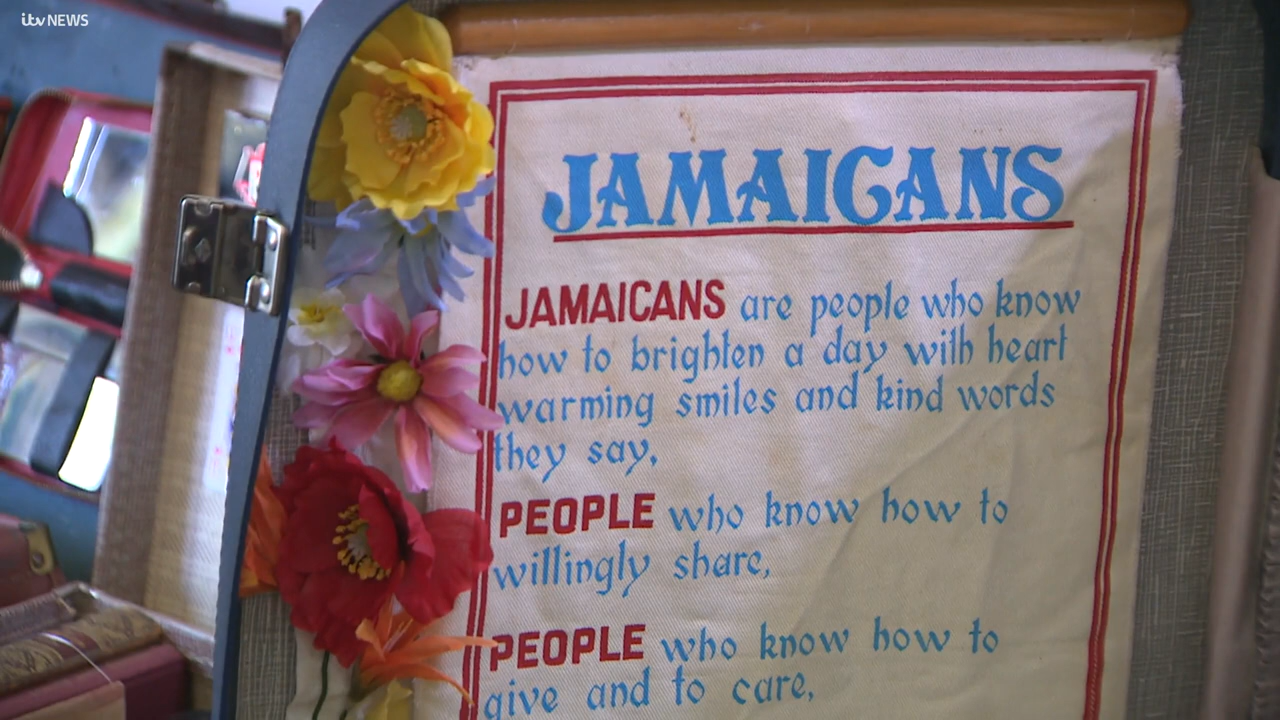 itv NEWS
JAMAICANS
JAMAICANS are people who know
how to brighten a day with heart
warming smiles and kind words
they say,
PEOPLE who know how to
willingly share,
PEOPLE who know how to
give and to care,